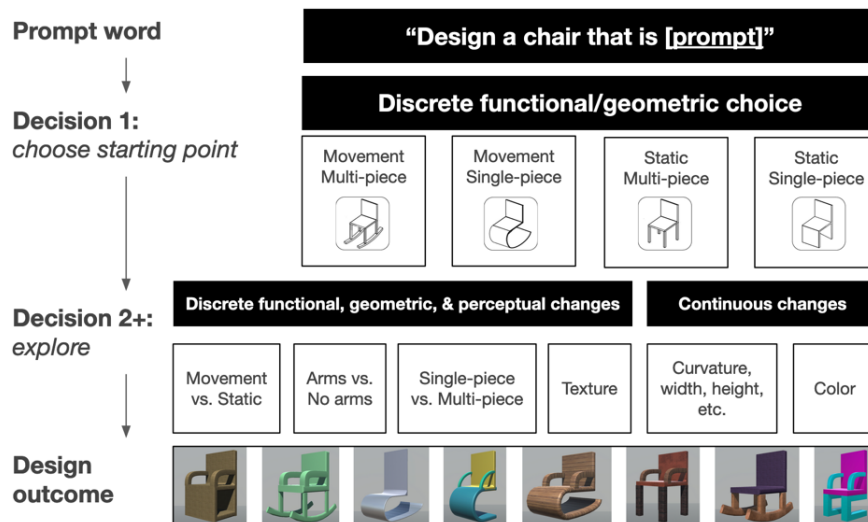 Prompt word
“Design a chair that is [prompt]”
Decision 1:
choose starting point
Discrete functional/geometric choice
Movement
Multi-piece
Movement
Single-piece
Static
Multi-piece
Static
Single-piece
Decision 2+:
explore
Discrete functional, geometric, & perceptual changes
Continuous changes
Movement
vs. Static
Arms vs.
No arms
Single-piece
vs. Multi-piece
Texture
Curvature,
width, height,
etc.
Color
Design
outcome